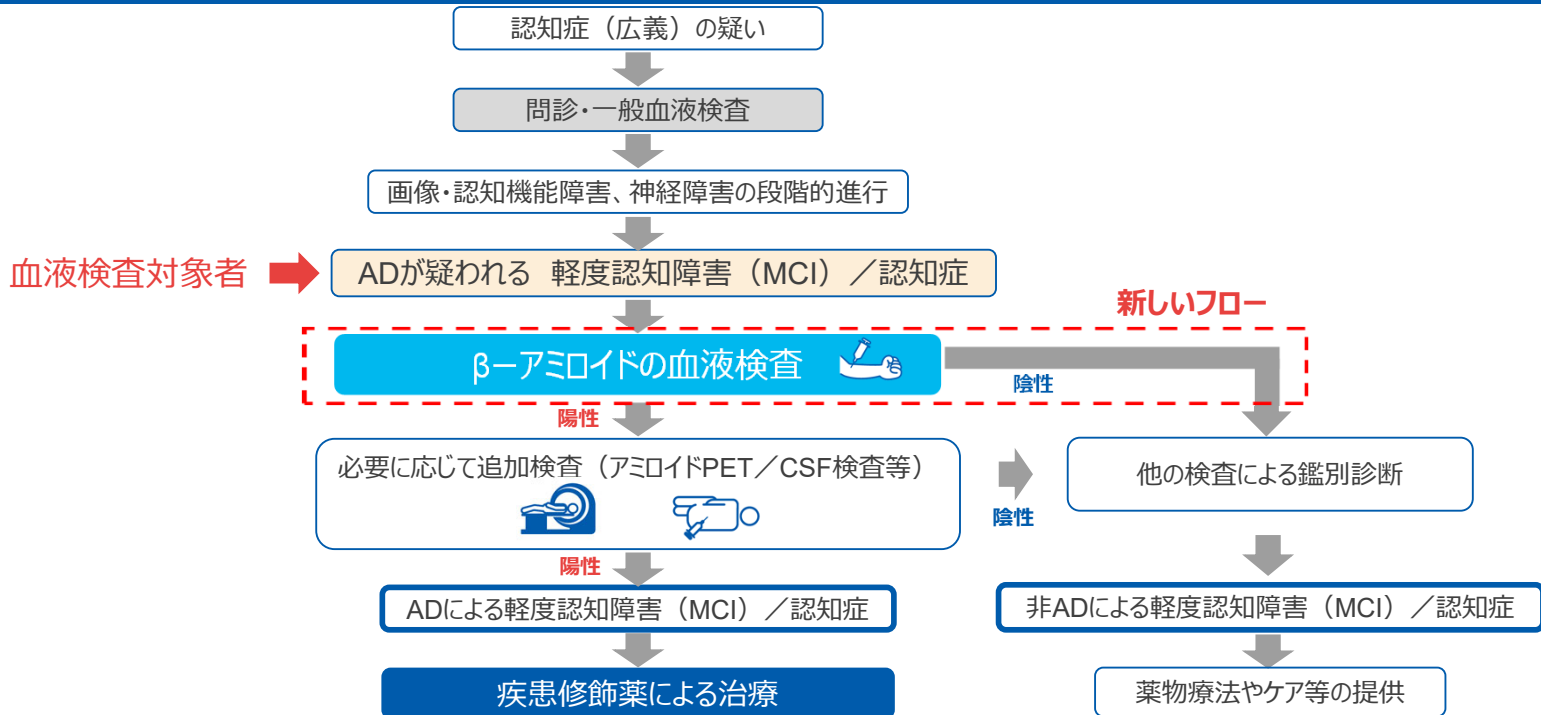 認知症（広義）の疑い
問診・一般血液検査
画像・認知機能障害、神経障害の段階的進行
血液検査対象者
ADが疑われる 軽度認知障害（MCI）／認知症
新しいフロー
β－アミロイドの血液検査
陰性
陽性
必要に応じて追加検査（アミロイドPET／CSF検査等）
陰性
他の検査による鑑別診断
陽性
ADによる軽度認知障害（MCI）／認知症
非ADによる軽度認知障害（MCI）／認知症
疾患修飾薬による治療
薬物療法やケア等の提供